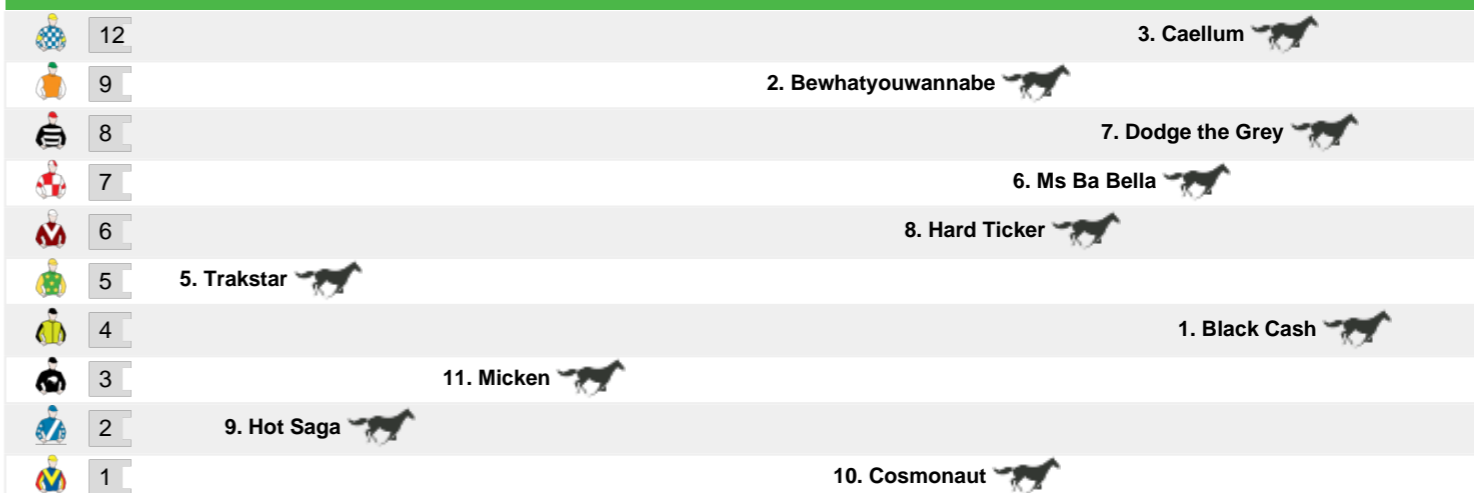 12 3. Caellum
9 2. Bewhatyouwannabe
8 7. Dodge the Grey
7 6. Ms Ba Bella
6 8. Hard Ticker
5 5. Trakstar
4 1. Black Cash
3 11. Micken
2 9. Hot Saga
1 10. Cosmonaut